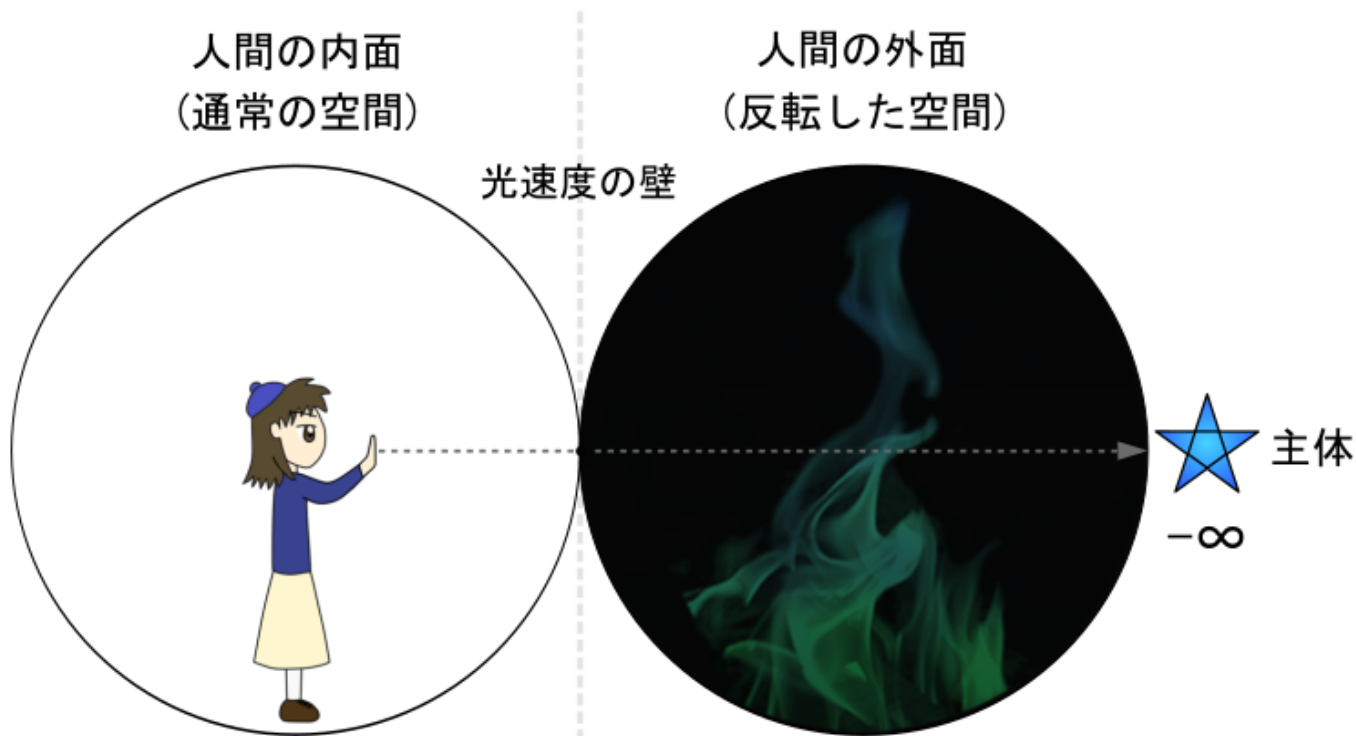 人間の内面
(通常の空間)
人間の外面
(反転した空間)
光速度の壁
主体
−∞